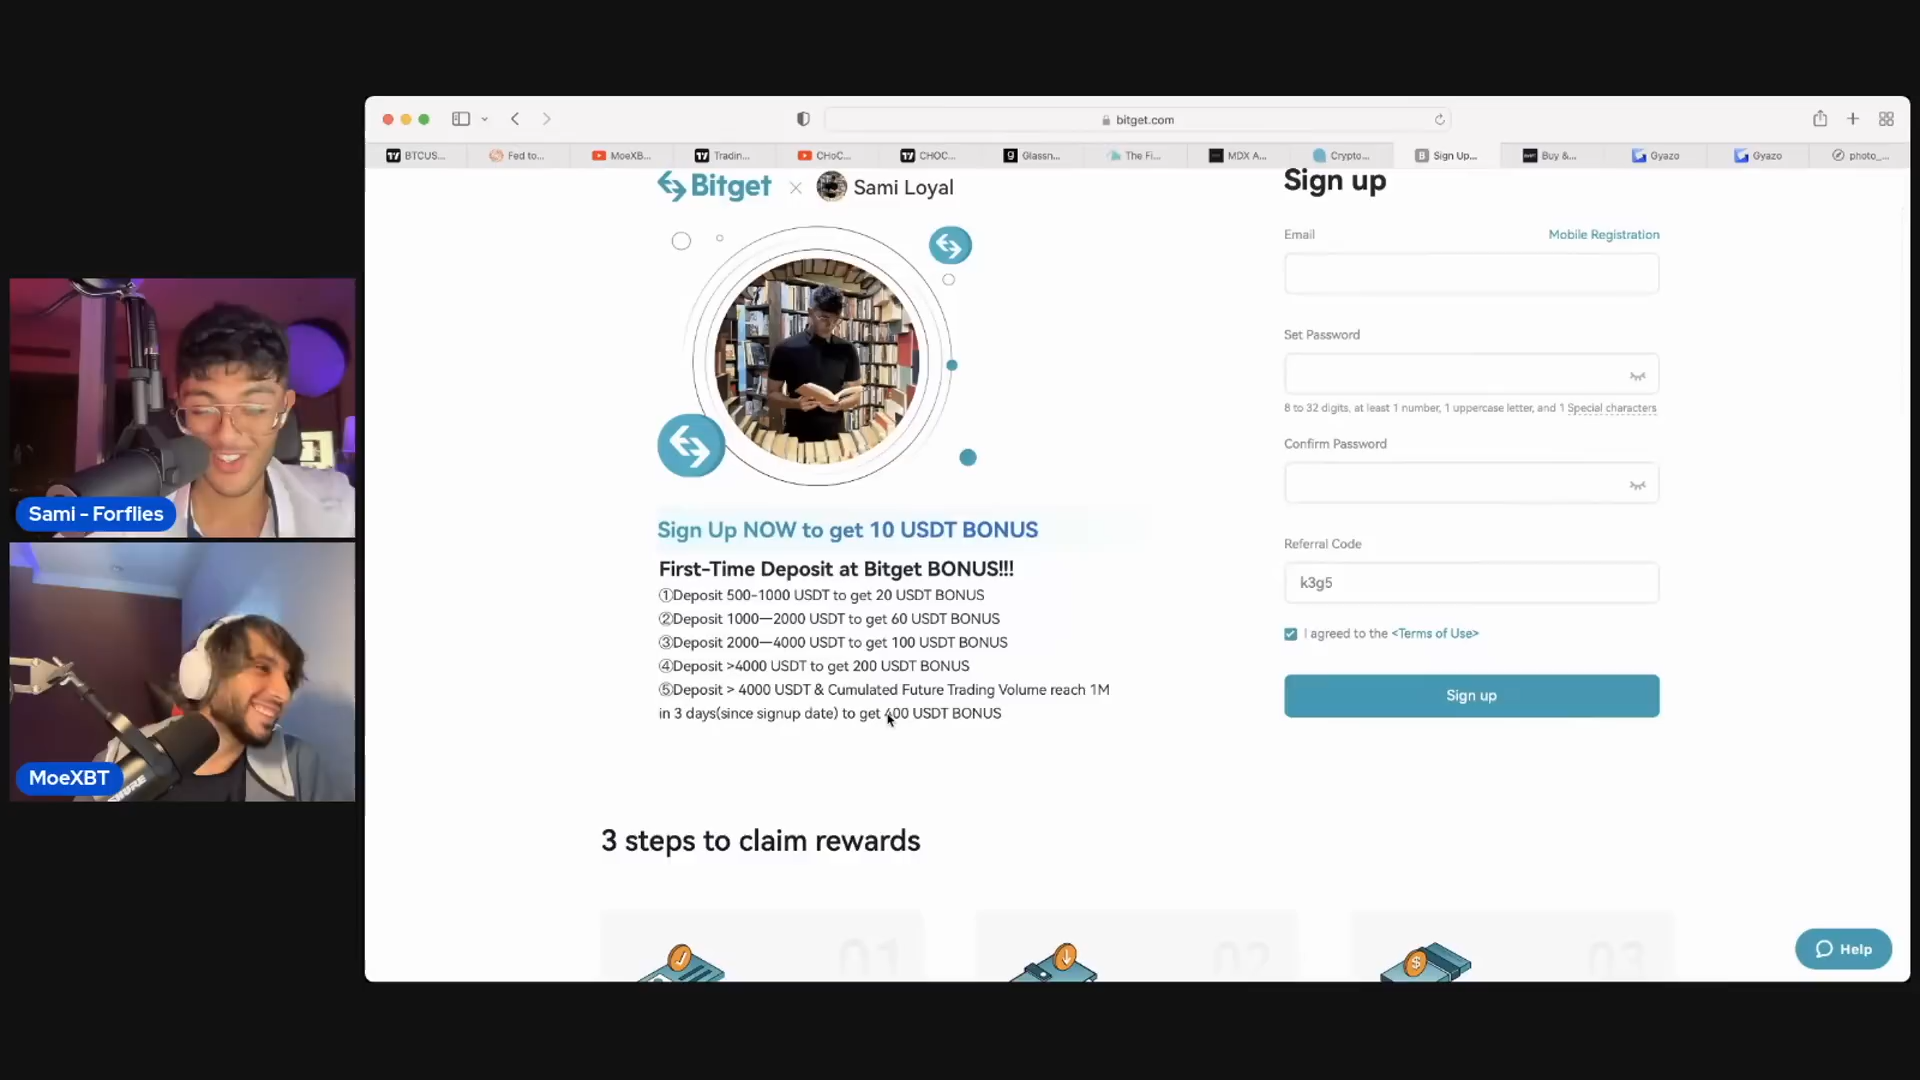 bitget.com
BTCUS...
Fed to...
MoeXB...
Tradin...
CHoC...
CHOC...
Glassn...
The Fi...
MDX A...
Crypto...
Sign Up...
Buy &...
Gyazo
Gyazo
photo_...
Bitget × Sami Loyal
Sign Up NOW to get 10 USDT BONUS
First-Time Deposit at Bitget BONUS!!!
①Deposit 500-1000 USDT to get 20 USDT BONUS
②Deposit 1000—2000 USDT to get 60 USDT BONUS
③Deposit 2000—4000 USDT to get 100 USDT BONUS
④Deposit >4000 USDT to get 200 USDT BONUS
⑤Deposit > 4000 USDT & Cumulated Future Trading Volume reach 1M
in 3 days(since signup date) to get 400 USDT BONUS
Sign up
Email
Mobile Registration
Set Password
8 to 32 digits, at least 1 number, 1 uppercase letter, and 1 Special characters
Confirm Password
Referral Code
k3g5
I agreed to the <Terms of Use>
Sign up
3 steps to claim rewards
01
02
03
Help
Sami - Forflies
MoeXBT
SHURE